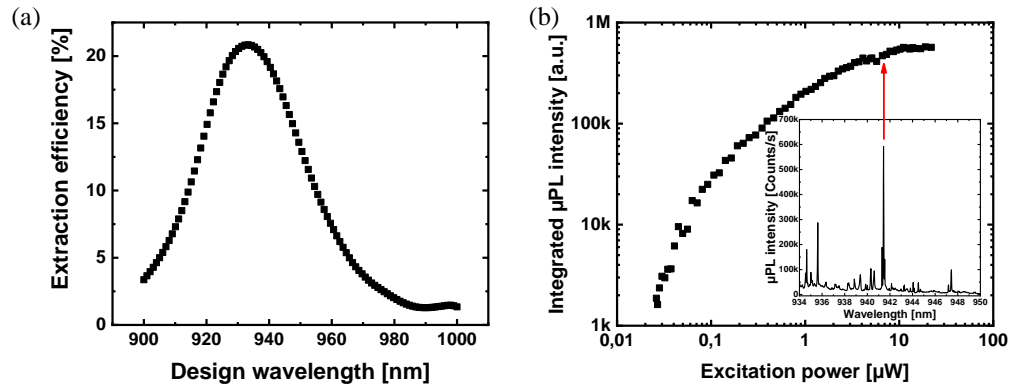 (a)
Extraction efficiency [%]
20
15
10
5
0
900
920
940
960
980
1000
Design wavelength [nm]
(b)
Integrated µPL intensity [a.u.]
1M
100k
10k
1k
0,01
0,1
1
10
100
Excitation power [µW]
µPL intensity [Counts/s]
700k
600k
500k
400k
300k
200k
100k
0
934
936
938
940
942
944
946
948
950
Wavelength [nm]